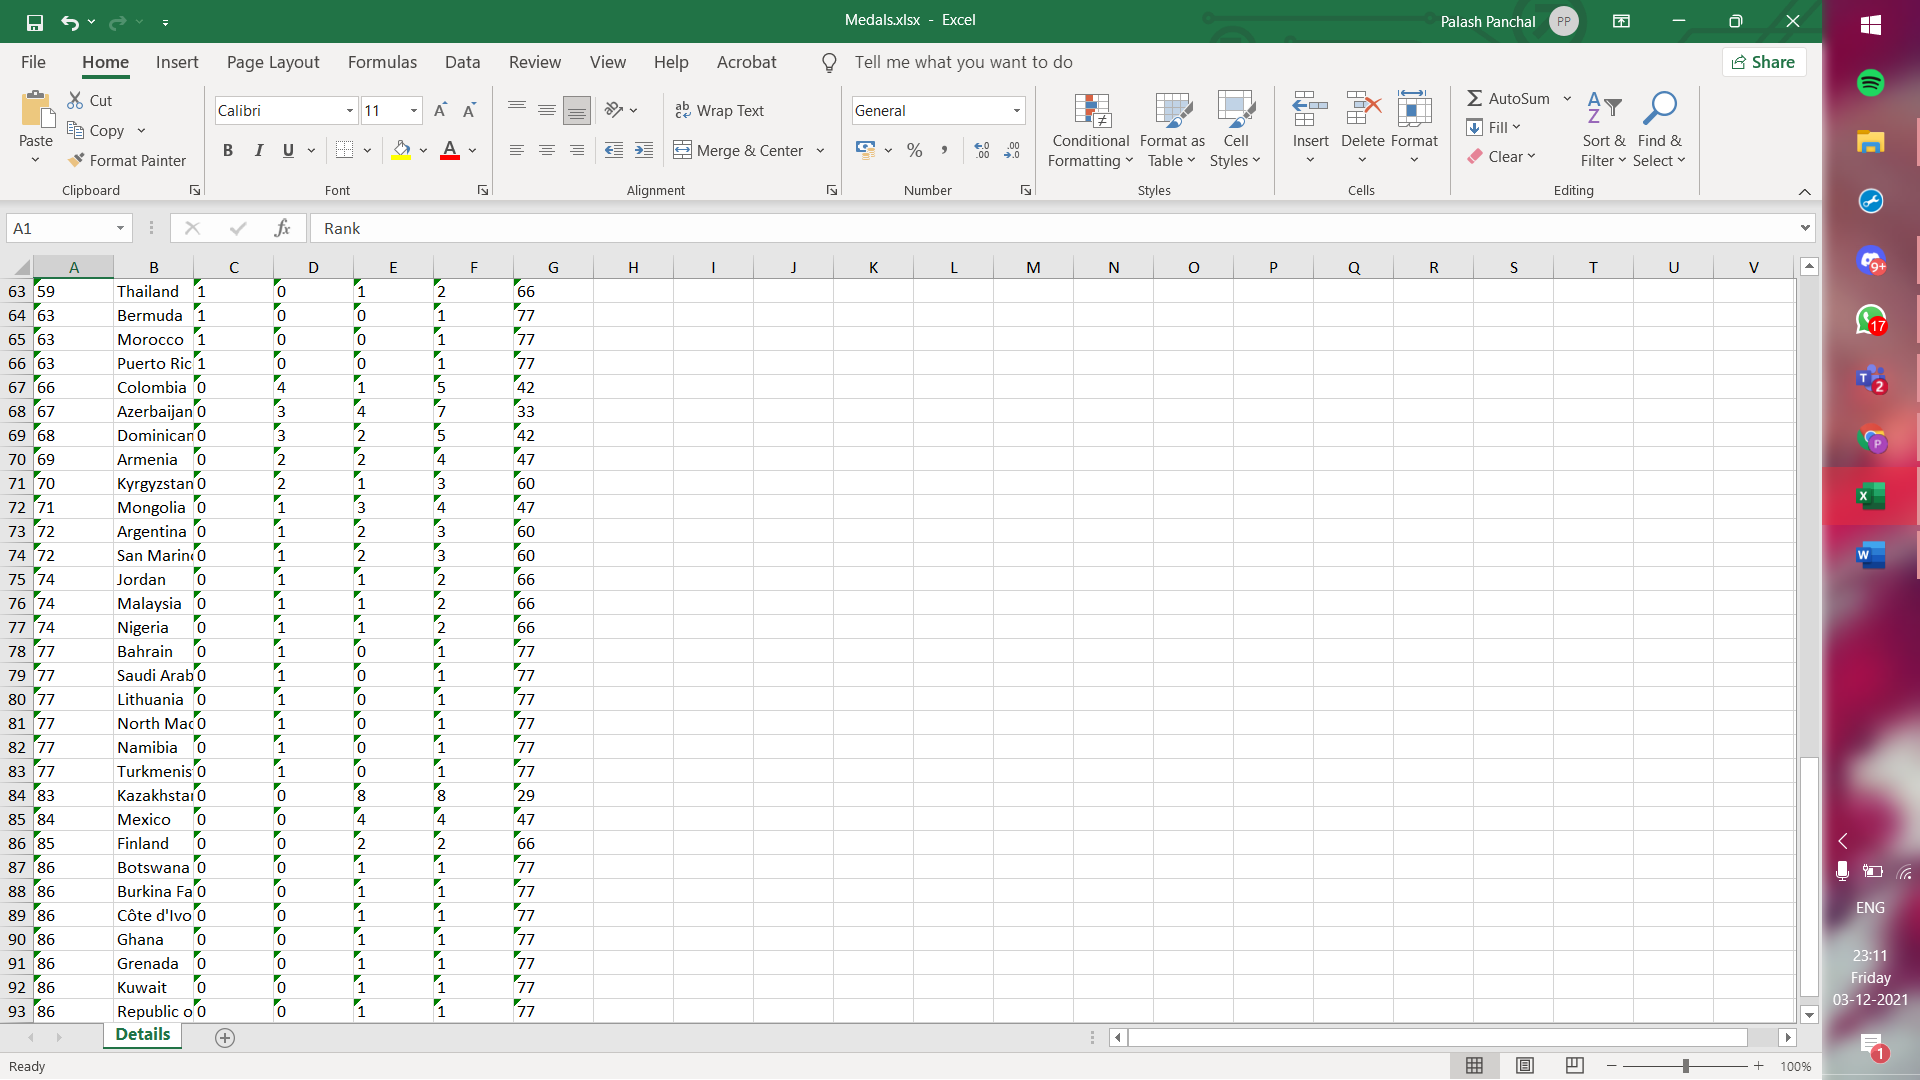 Medals.xlsx - Excel
Palash Panchal PP
File Home Insert Page Layout Formulas Data Review View Help Acrobat Tell me what you want to do Share
Paste
Cut
Copy
Format Painter
Clipboard
Calibri 11
B I U A
Font
ab Wrap Text
Merge & Center
Alignment
General
% , .00
Number
Conditional Formatting
Format as Table
Cell Styles
Styles
Insert Delete Format
Cells
AutoSum
Fill
Clear
Sort & Filter
Find & Select
Editing
A1 fx Rank
A B C D E F G H I J K L M N O P Q R S T U V
63 59 Thailand 1 0 1 2 66
64 63 Bermuda 1 0 0 1 77
65 63 Morocco 1 0 0 1 77
66 63 Puerto Ric 1 0 0 1 77
67 66 Colombia 0 4 1 5 42
68 67 Azerbaijan 0 3 4 7 33
69 68 Dominican 0 3 2 5 42
70 69 Armenia 0 2 2 4 47
71 70 Kyrgyzstan 0 2 1 3 60
72 71 Mongolia 0 1 3 4 47
73 72 Argentina 0 1 2 3 60
74 72 San Marin 0 1 2 3 60
75 74 Jordan 0 1 1 2 66
76 74 Malaysia 0 1 1 2 66
77 74 Nigeria 0 1 1 2 66
78 77 Bahrain 0 1 0 1 77
79 77 Saudi Arab 0 1 0 1 77
80 77 Lithuania 0 1 0 1 77
81 77 North Mac 0 1 0 1 77
82 77 Namibia 0 1 0 1 77
83 77 Turkmenis 0 1 0 1 77
84 83 Kazakhsta 0 0 8 8 29
85 84 Mexico 0 0 4 4 47
86 85 Finland 0 0 2 2 66
87 86 Botswana 0 0 1 1 77
88 86 Burkina Fa 0 0 1 1 77
89 86 Côte d'Ivo 0 0 1 1 77
90 86 Ghana 0 0 1 1 77
91 86 Grenada 0 0 1 1 77
92 86 Kuwait 0 0 1 1 77
93 86 Republic o 0 0 1 1 77
Details
Ready
100%
9+
17
2
ENG
23:11
Friday
03-12-2021
1